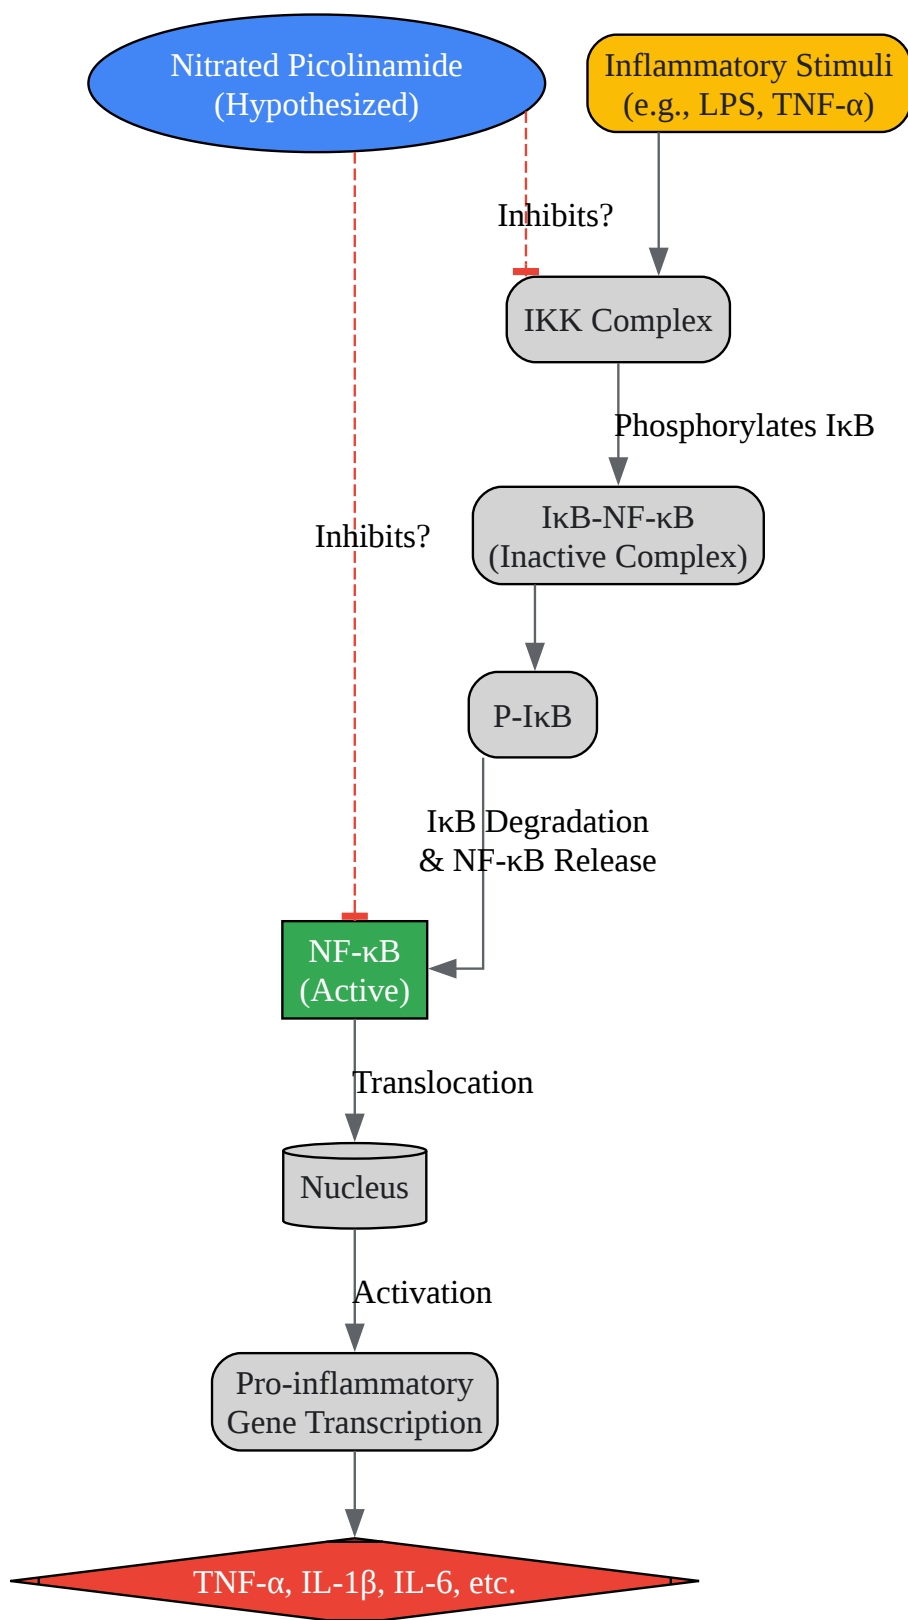 Nitrated Picolinamide
(Hypothesized)
Inflammatory Stimuli
(e.g., LPS, TNF-α)
Inhibits?
IKK Complex
Phosphorylates IκB
IκB-NF-κB
(Inactive Complex)
Inhibits?
P-IκB
IκB Degradation
& NF-κB Release
NF-κB
(Active)
Translocation
Nucleus
Activation
Pro-inflammatory
Gene Transcription
TNF-α, IL-1β, IL-6, etc.